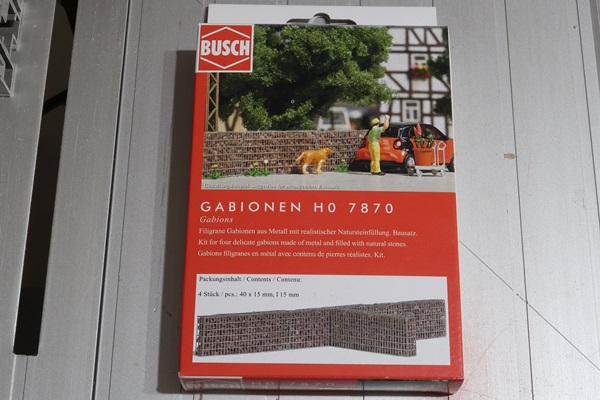 BUSCH
GABIONEN H0 7870
Gabions
Filigrane Gabionen aus Metall mit realistischer Natursteinfüllung. Bausatz.
Kit for four delicate gabions made of metal and filled with natural stones.
Gabions filigranes en métal avec contenu de pierres réalistes. Kit.
Packungsinhalt / Contents / Contenu:
4 Stück / pcs.: 40 x 15 mm, I 15 mm